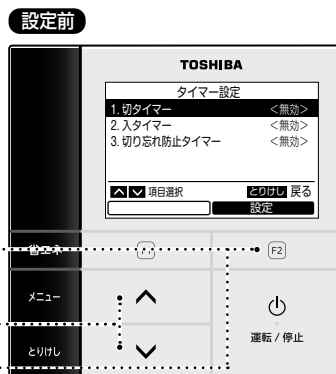 設定前
TOSHIBA
タイマー設定
1. 切タイマー <無効>
2. 入タイマー <無効>
3. 切り忘れ防止タイマー <無効>
∧ ∨ 項目選択 とりけし 戻る
設定
省エネ F1 F2
メニュー
運転 / 停止
とりけし